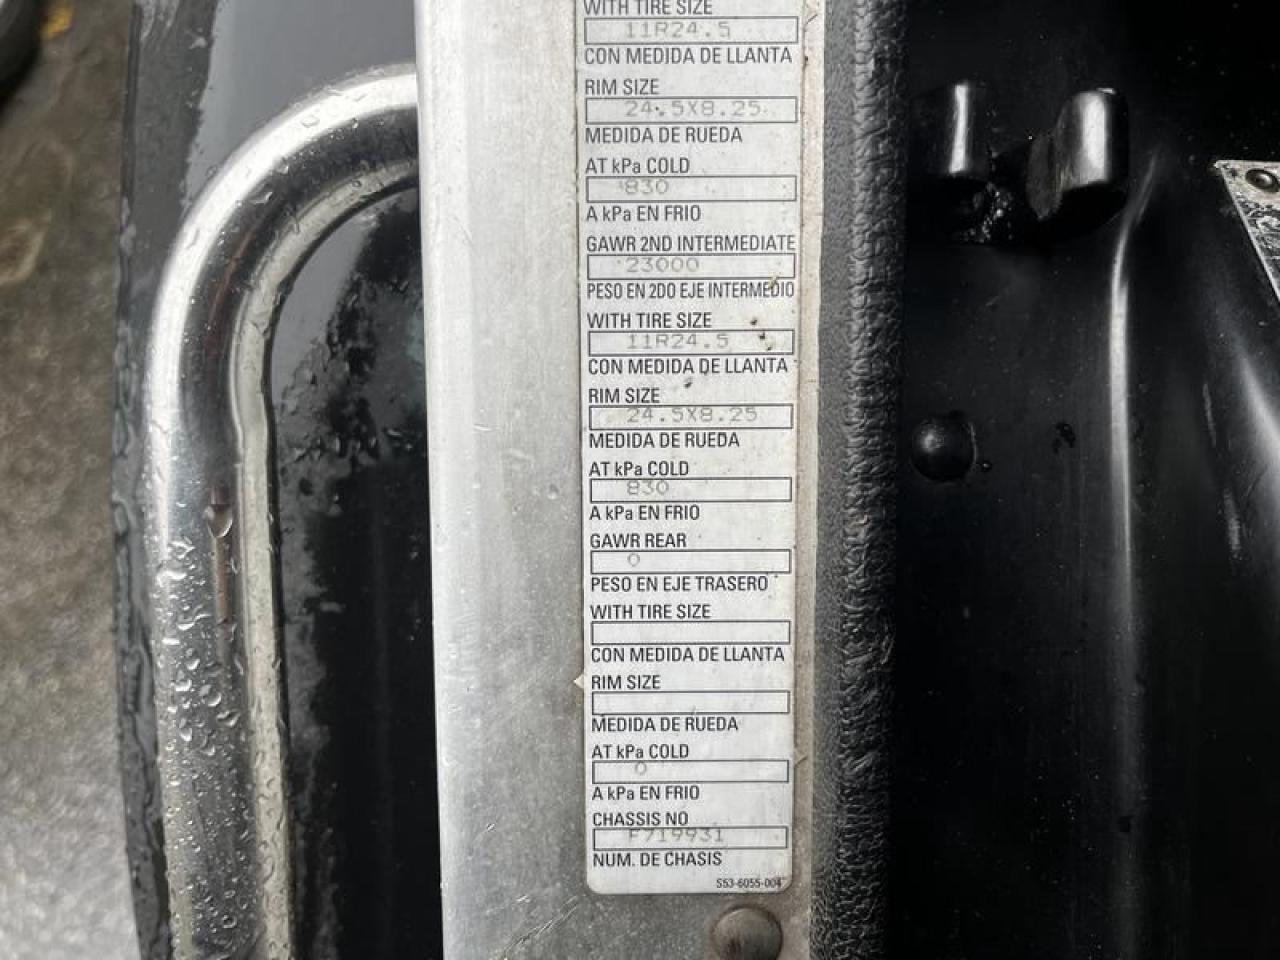 WITH TIRE SIZE
11R24.5
CON MEDIDA DE LLANTA
RIM SIZE
24.5X8.25
MEDIDA DE RUEDA
AT kPa COLD
830
A kPa EN FRIO
GAWR 2ND INTERMEDIATE
23000
PESO EN 2DO EJE INTERMEDIO
WITH TIRE SIZE
11R24.5
CON MEDIDA DE LLANTA
RIM SIZE
24.5X8.25
MEDIDA DE RUEDA
AT kPa COLD
830
A kPa EN FRIO
GAWR REAR
0
PESO EN EJE TRASERO
WITH TIRE SIZE
CON MEDIDA DE LLANTA
RIM SIZE
MEDIDA DE RUEDA
AT kPa COLD
0
A kPa EN FRIO
CHASSIS NO
F719931
NUM. DE CHASIS
S53-6055-004